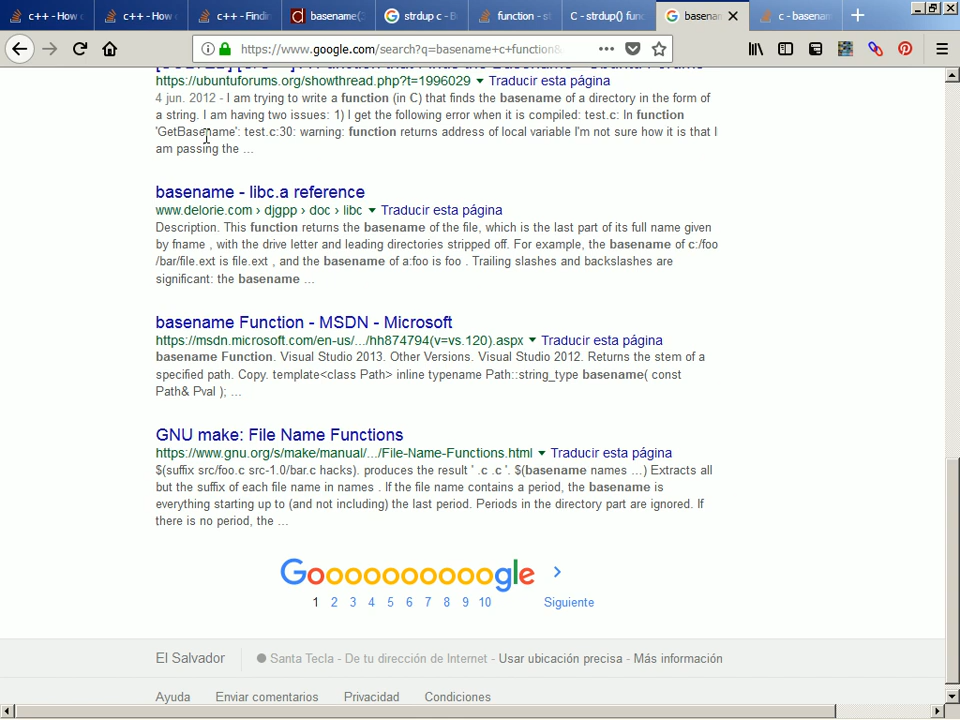 c++ - How
c++ - How
c++ - Findi
basename(3
strdup c - B
function - st
C - strdup() func
basenam
c - basenam
https://www.google.com/search?q=basename+c+function&
https://ubuntuforums.org/showthread.php?t=1996029 Traducir esta página
4 jun. 2012 - I am trying to write a function (in C) that finds the basename of a directory in the form of
a string. I am having two issues: 1) I get the following error when it is compiled: test.c: In function
'GetBasename': test.c:30: warning: function returns address of local variable I'm not sure how it is that I
am passing the ...
basename - libc.a reference
www.delorie.com › djgpp › doc › libc Traducir esta página
Description. This function returns the basename of the file, which is the last part of its full name given
by fname , with the drive letter and leading directories stripped off. For example, the basename of c:/foo
/bar/file.ext is file.ext , and the basename of a:foo is foo . Trailing slashes and backslashes are
significant: the basename ...
basename Function - MSDN - Microsoft
https://msdn.microsoft.com/en-us/.../hh874794(v=vs.120).aspx Traducir esta página
basename Function. Visual Studio 2013. Other Versions. Visual Studio 2012. Returns the stem of a
specified path. Copy. template<class Path> inline typename Path::string_type basename( const
Path& Pval ); ...
GNU make: File Name Functions
https://www.gnu.org/s/make/manual/.../File-Name-Functions.html Traducir esta página
$(suffix src/foo.c src-1.0/bar.c hacks). produces the result ' .c .c '. $(basename names ...) Extracts all
but the suffix of each file name in names . If the file name contains a period, the basename is
everything starting up to (and not including) the last period. Periods in the directory part are ignored. If
there is no period, the ...
Goooooooooogle
1 2 3 4 5 6 7 8 9 10 Siguiente
El Salvador Santa Tecla - De tu dirección de Internet - Usar ubicación precisa - Más información
Ayuda Enviar comentarios Privacidad Condiciones